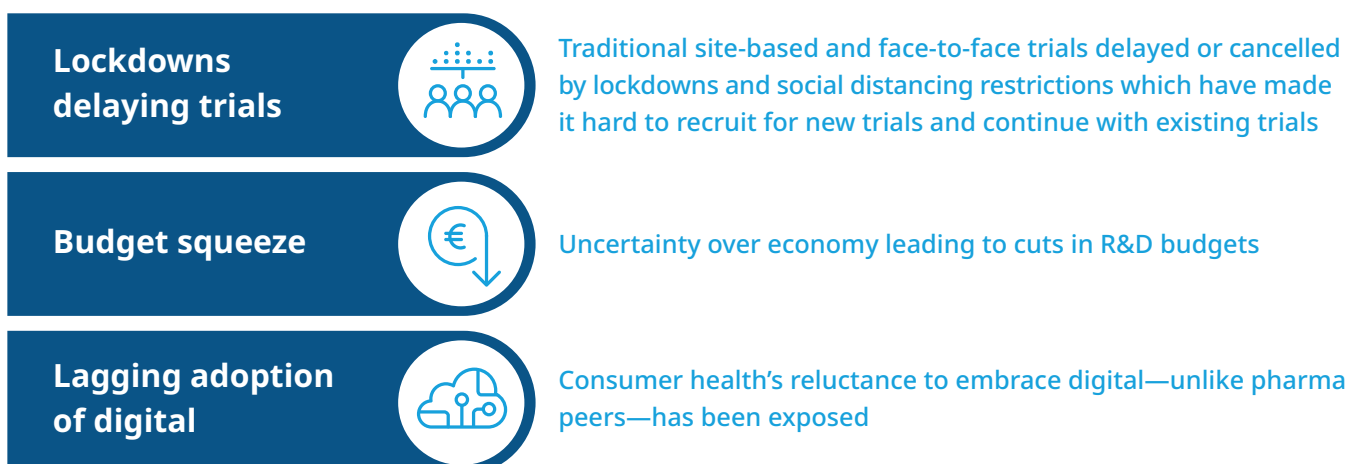 Lockdowns
delaying trials
Traditional site-based and face-to-face trials delayed or cancelled
by lockdowns and social distancing restrictions which have made
it hard to recruit for new trials and continue with existing trials
Budget squeeze
€
Uncertainty over economy leading to cuts in R&D budgets
Lagging adoption
of digital
Consumer health’s reluctance to embrace digital—unlike pharma
peers—has been exposed